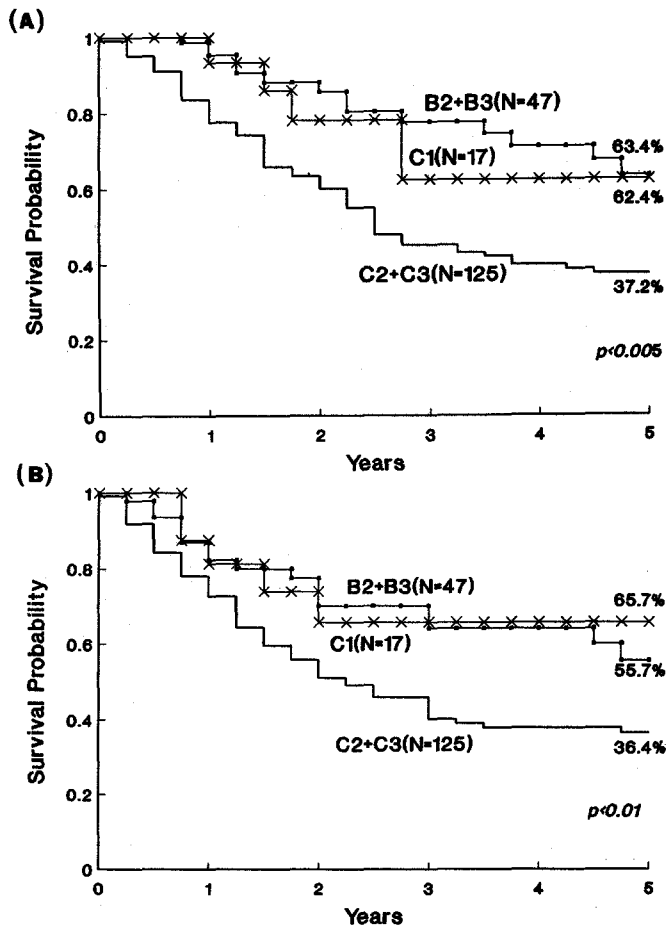 (A)
Survival Probability
1
0.8
0.6
0.4
0.2
0
B2+B3(N=47)
C1(N=17)
C2+C3(N=125)
63.4%
62.4%
37.2%
p<0.005
0 1 2 3 4 5
Years
(B)
Survival Probability
1
0.8
0.6
0.4
0.2
0
B2+B3(N=47)
C1(N=17)
C2+C3(N=125)
65.7%
55.7%
36.4%
p<0.01
0 1 2 3 4 5
Years